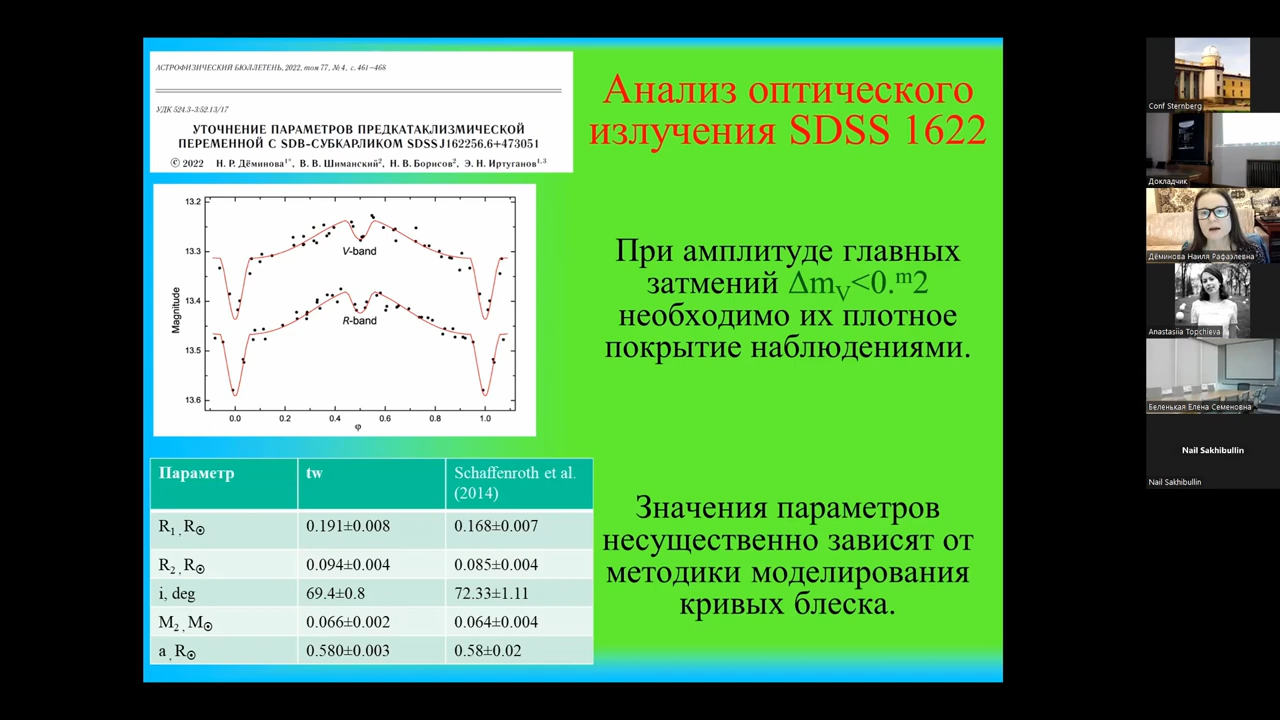 АСТРОФИЗИЧЕСКИЙ БЮЛЛЕТЕНЬ, 2022, том 77, № 4, с. 461–468
УДК 524.3-3:52.13/17
УТОЧНЕНИЕ ПАРАМЕТРОВ ПРЕДКАТАКЛИЗМИЧЕСКОЙ
ПЕРЕМЕННОЙ С SDB-СУБКАРЛИКОМ SDSS J162256.6+473051
© 2022 Н. Р. Дёминова1*, В. В. Шиманский2, Н. В. Борисов2, Э. Н. Иртуганов1,3
Анализ оптического
излучения SDSS 1622
13.2
13.3
13.4
13.5
13.6
Magnitude
V-band
R-band
0.0 0.2 0.4 0.6 0.8 1.0
φ
При амплитуде главных
затмений ΔmV<0.m2
необходимо их плотное
покрытие наблюдениями.
Параметр tw Schaffenroth et al.
(2014)
R1, R☉ 0.191±0.008 0.168±0.007
R2, R☉ 0.094±0.004 0.085±0.004
i, deg 69.4±0.8 72.33±1.11
M2, M☉ 0.066±0.002 0.064±0.004
a, R☉ 0.580±0.003 0.58±0.02
Значения параметров
несущественно зависят от
методики моделирования
кривых блеска.
Conf Sternberg
Докладчик
Дёминова Наиля Рафаэлевна
Anastasiia Topchieva
Беленькая Елена Семеновна
Nail Sakhibullin
Nail Sakhibullin